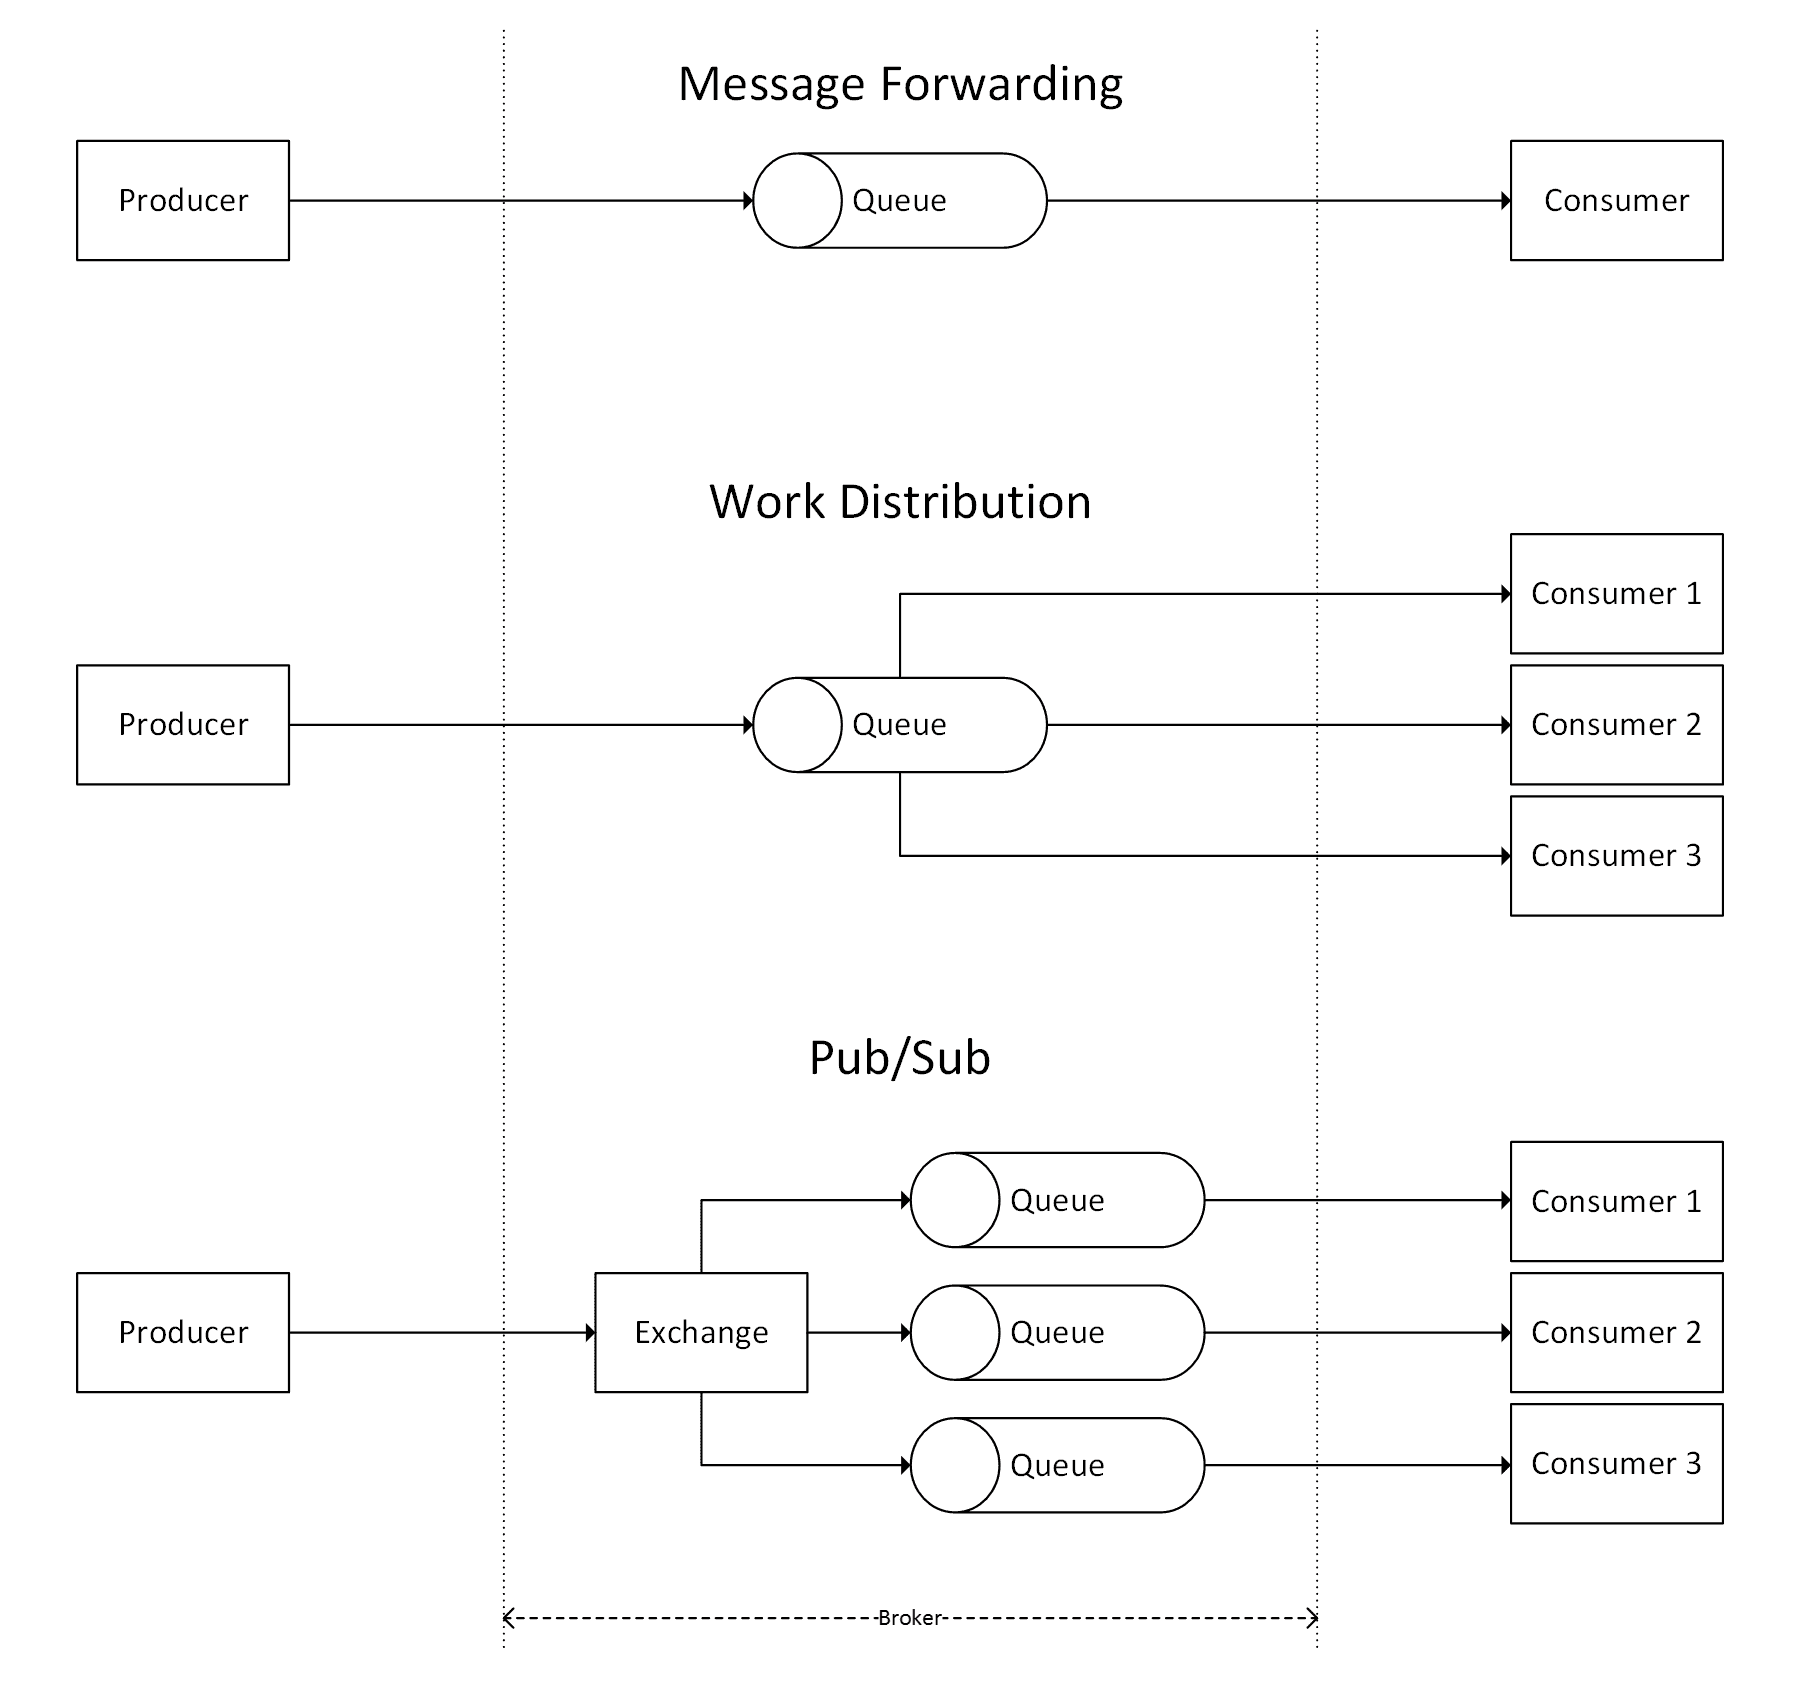 Message Forwarding
Producer
Queue
Consumer
Work Distribution
Consumer 1
Producer
Queue
Consumer 2
Consumer 3
Pub/Sub
Queue
Consumer 1
Producer
Exchange
Queue
Consumer 2
Queue
Consumer 3
Broker